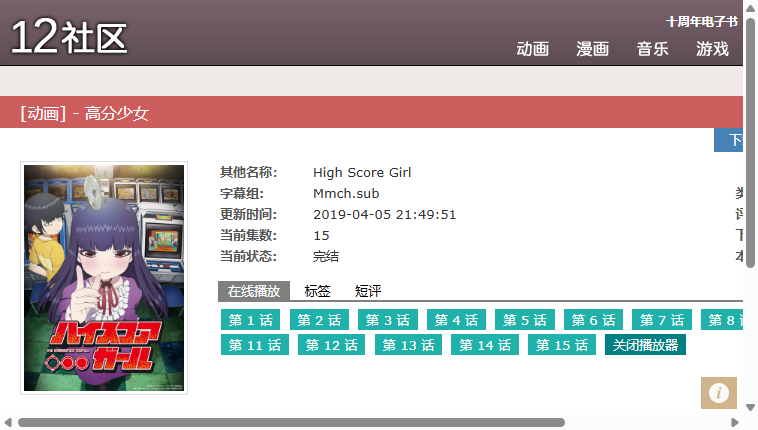 12社区
十周年电子书
动画 漫画 音乐 游戏
[动画] - 高分少女
下
其他名称: High Score Girl
字幕组: Mmch.sub
更新时间: 2019-04-05 21:49:51
当前集数: 15
当前状态: 完结
在线播放 标签 短评
第 1 话 第 2 话 第 3 话 第 4 话 第 5 话 第 6 话 第 7 话 第 8
第 11 话 第 12 话 第 13 话 第 14 话 第 15 话 关闭播放器
ハイスコア
ガール
i